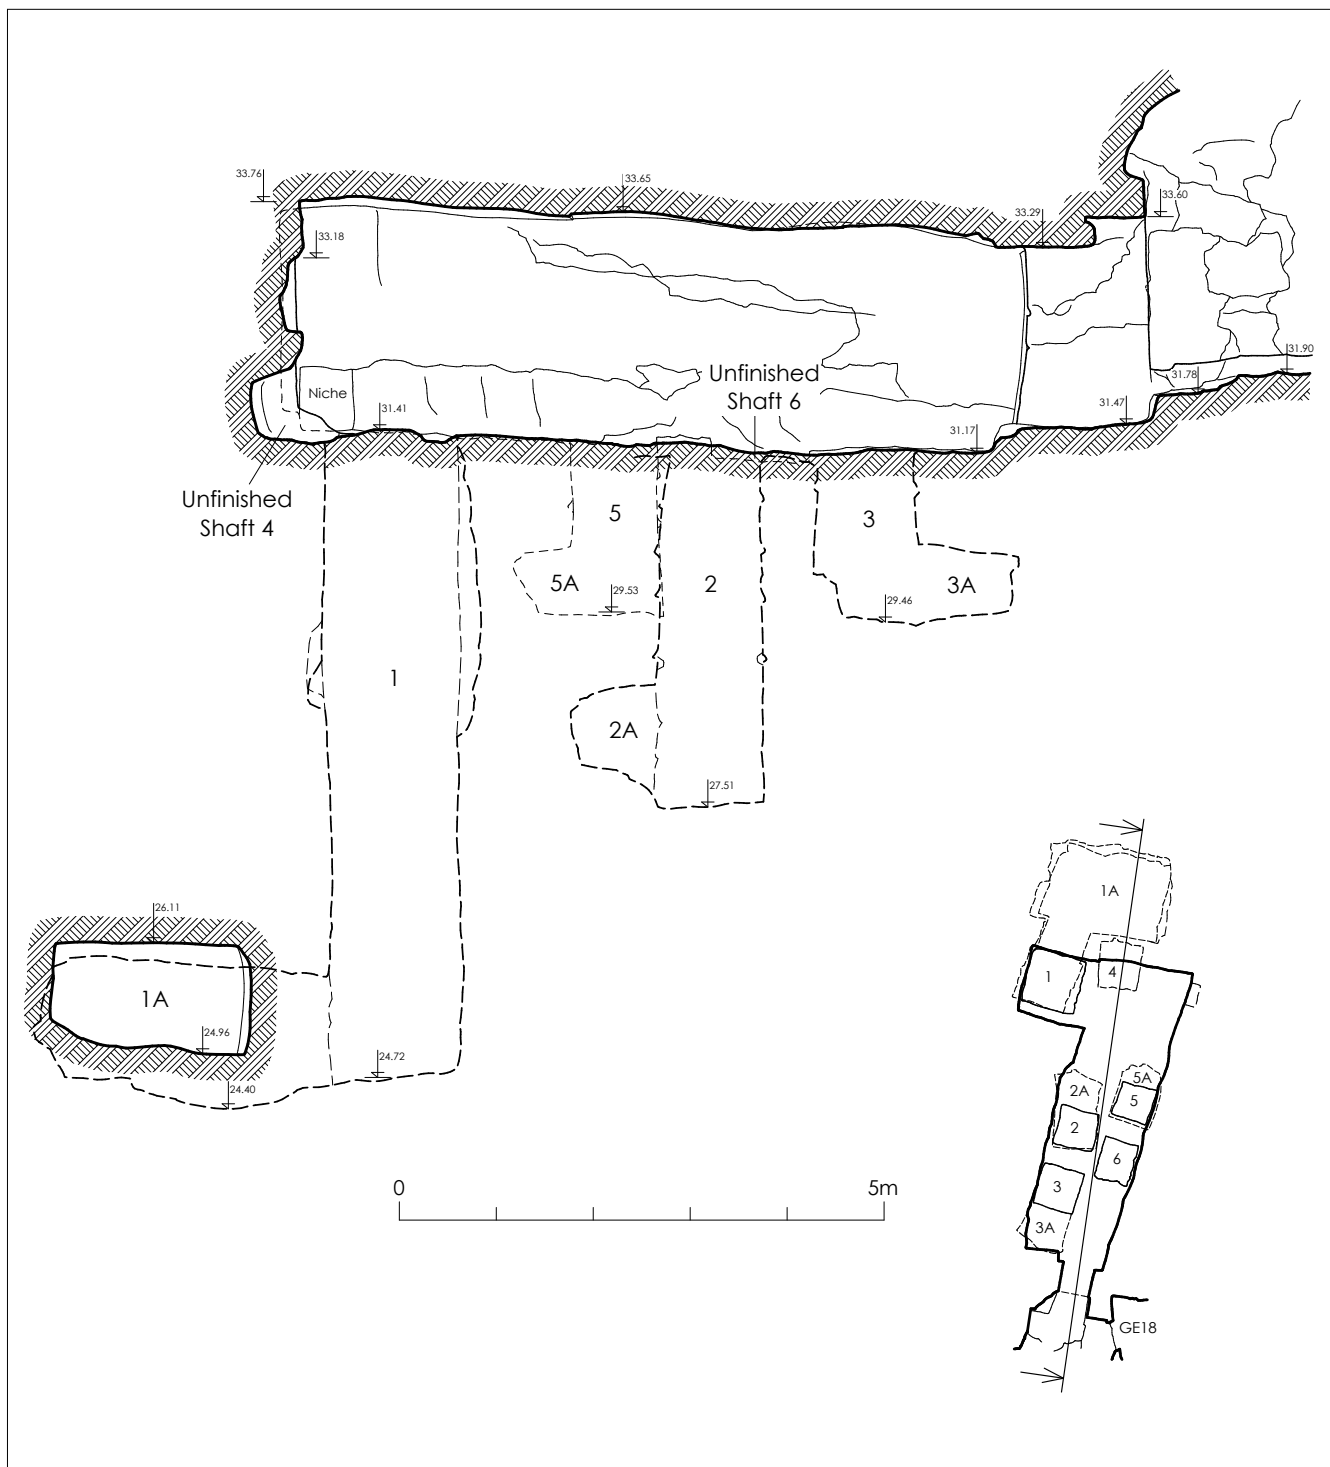 33.76
33.65
33.60
33.29
33.18
31.90
31.78
Unfinished
Shaft 6
Niche
31.41
31.47
31.17
Unfinished
Shaft 4
5
3
5A
29.53
2
3A
29.46
1
2A
27.51
26.11
1A
24.96
24.72
24.40
0
5m
1A
1
4
5A
2A
5
2
6
3
3A
GE18